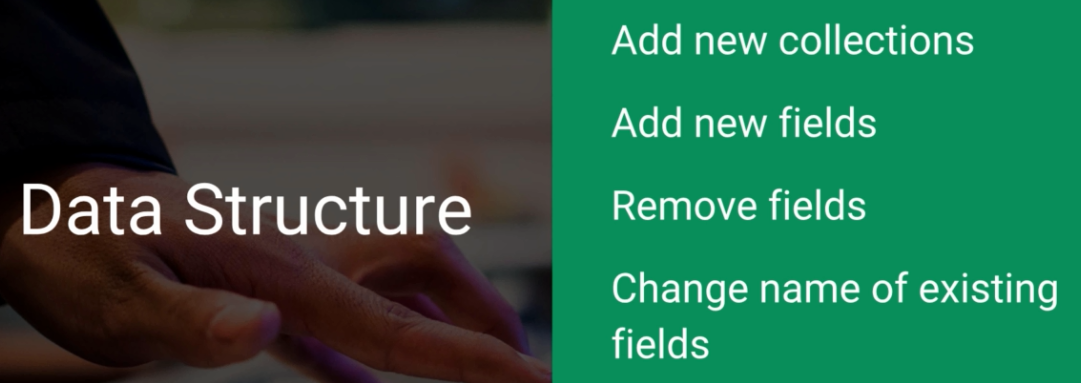 Data Structure
Add new collections
Add new fields
Remove fields
Change name of existing
fields